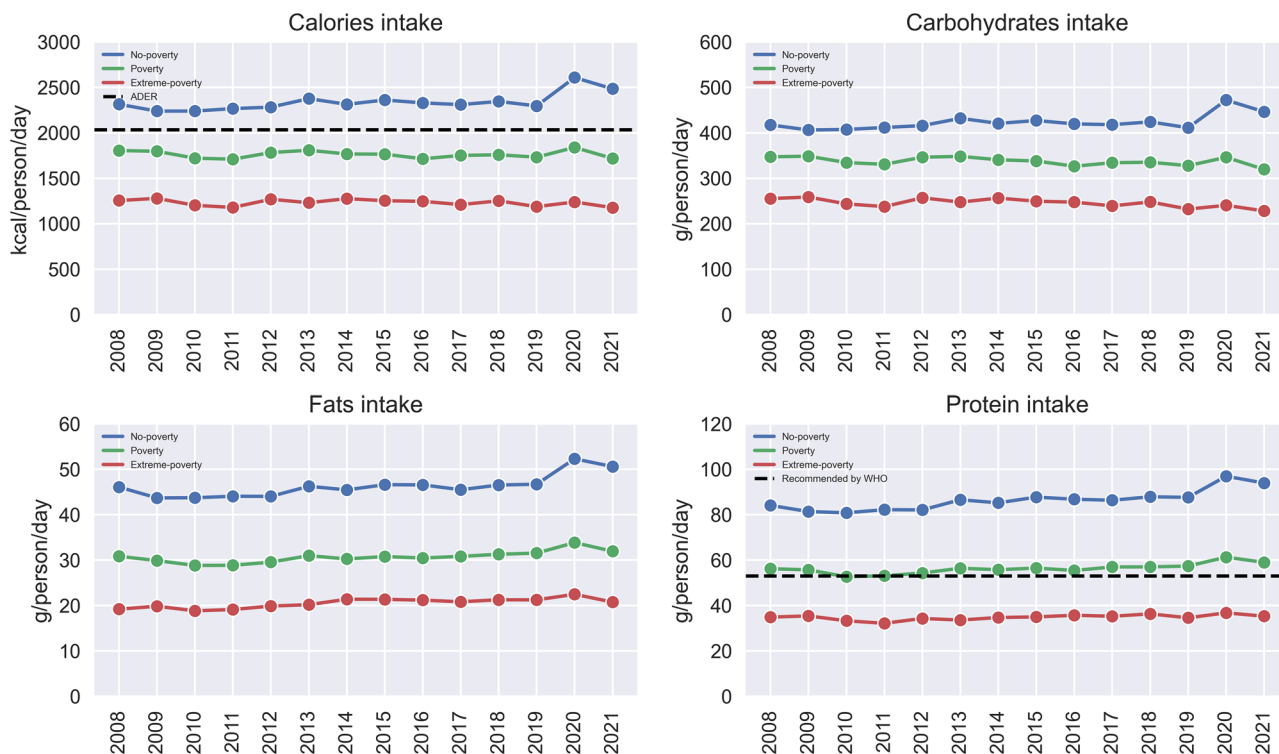 Calories intake
3000
2500
2000
1500
1000
500
0
kcal/person/day
No-poverty
Poverty
Extreme-poverty
ADER
2008 2009 2010 2011 2012 2013 2014 2015 2016 2017 2018 2019 2020 2021
Carbohydrates intake
600
500
400
300
200
100
0
g/person/day
No-poverty
Poverty
Extreme-poverty
2008 2009 2010 2011 2012 2013 2014 2015 2016 2017 2018 2019 2020 2021
Fats intake
60
50
40
30
20
10
0
g/person/day
No-poverty
Poverty
Extreme-poverty
2008 2009 2010 2011 2012 2013 2014 2015 2016 2017 2018 2019 2020 2021
Protein intake
120
100
80
60
40
20
0
g/person/day
No-poverty
Poverty
Extreme-poverty
Recommended by WHO
2008 2009 2010 2011 2012 2013 2014 2015 2016 2017 2018 2019 2020 2021